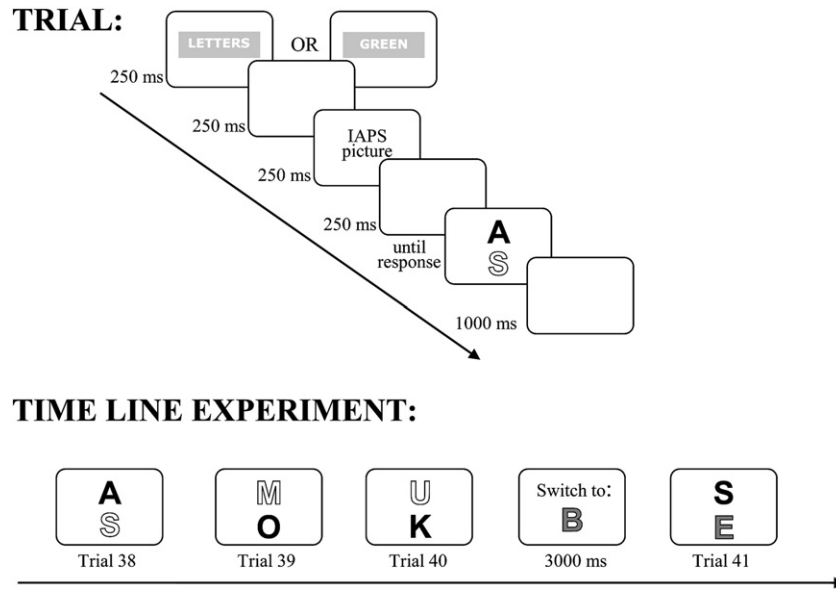 TRIAL:
LETTERS OR GREEN
250 ms
250 ms
IAPS
picture
250 ms
250 ms
A
S
until
response
1000 ms
TIME LINE EXPERIMENT:
A M U Switch to: S
S O K B E
Trial 38 Trial 39 Trial 40 3000 ms Trial 41